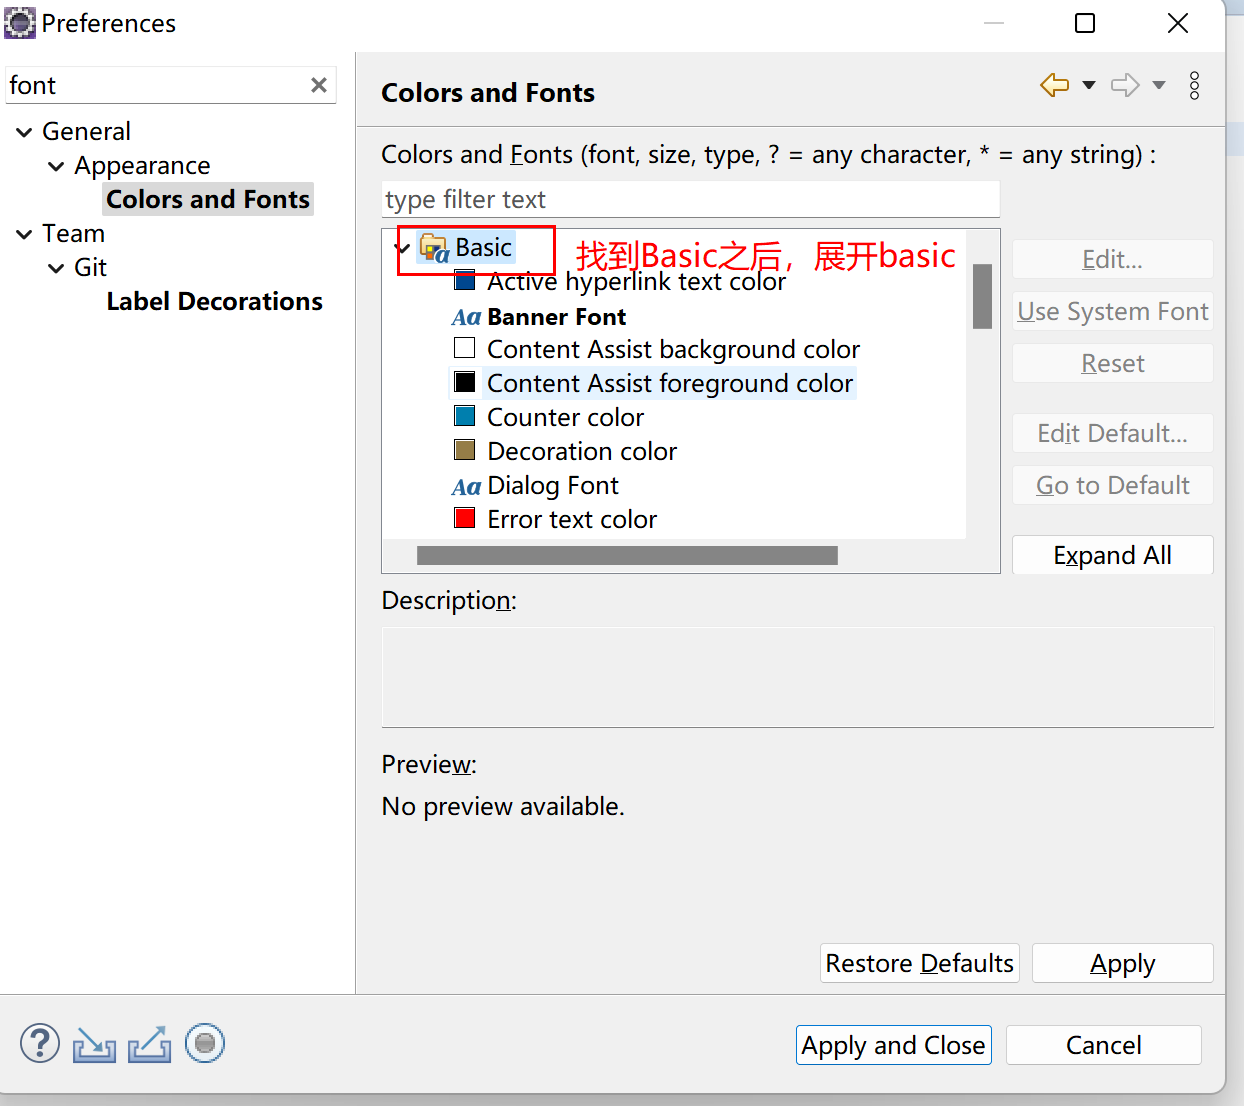 Preferences
font
General
Appearance
Colors and Fonts
Team
Git
Label Decorations
Colors and Fonts
Colors and Fonts (font, size, type, ? = any character, * = any string) :
type filter text
Basic
找到Basic之后，展开basic
Active hyperlink text color
Aa Banner Font
Content Assist background color
Content Assist foreground color
Counter color
Decoration color
Aa Dialog Font
Error text color
Edit...
Use System Font
Reset
Edit Default...
Go to Default
Expand All
Description:
Preview:
No preview available.
Restore Defaults
Apply
Apply and Close
Cancel